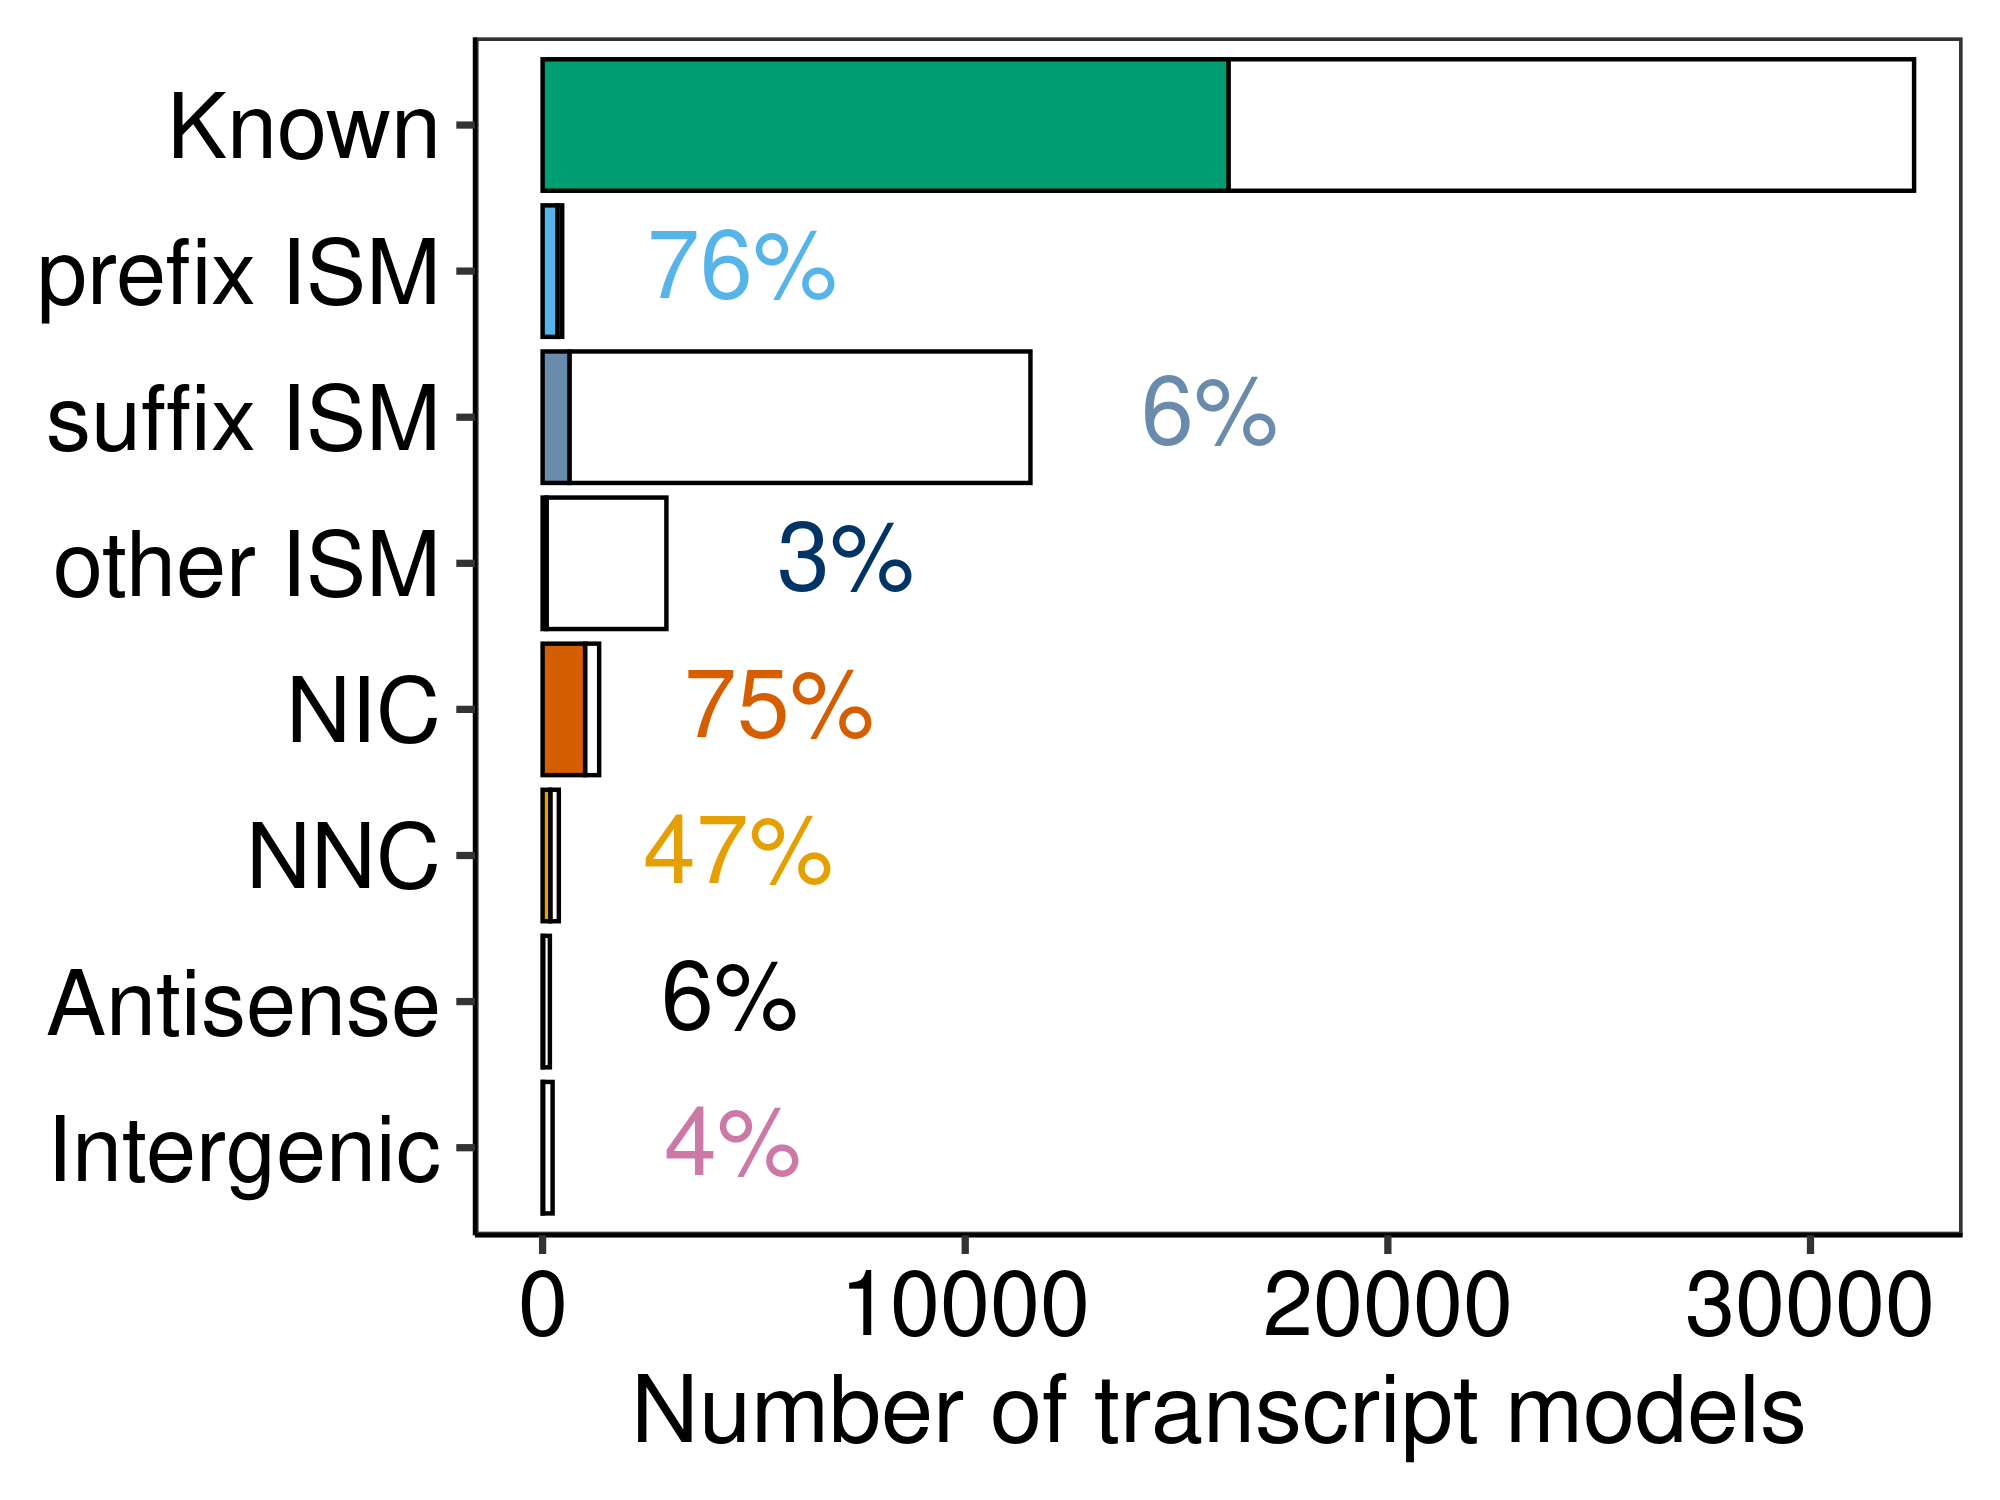 Known
prefix ISM 76%
suffix ISM 6%
other ISM 3%
NIC 75%
NNC 47%
Antisense 6%
Intergenic 4%
0 10000 20000 30000
Number of transcript models